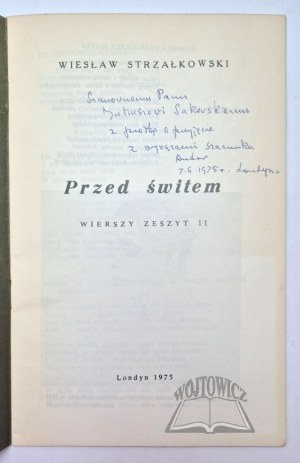 WIESŁAW STRZAŁKOWSKI
Szanownemu Panu
Juliuszowi Sakowskiemu
z prośbą o przyjęcie
z wyrazami szacunku
Autor
7.6 1975 r. Londyn
Przed świtem
WIERSZY ZESZYT II
Londyn 1975
WÓJTOWICZ